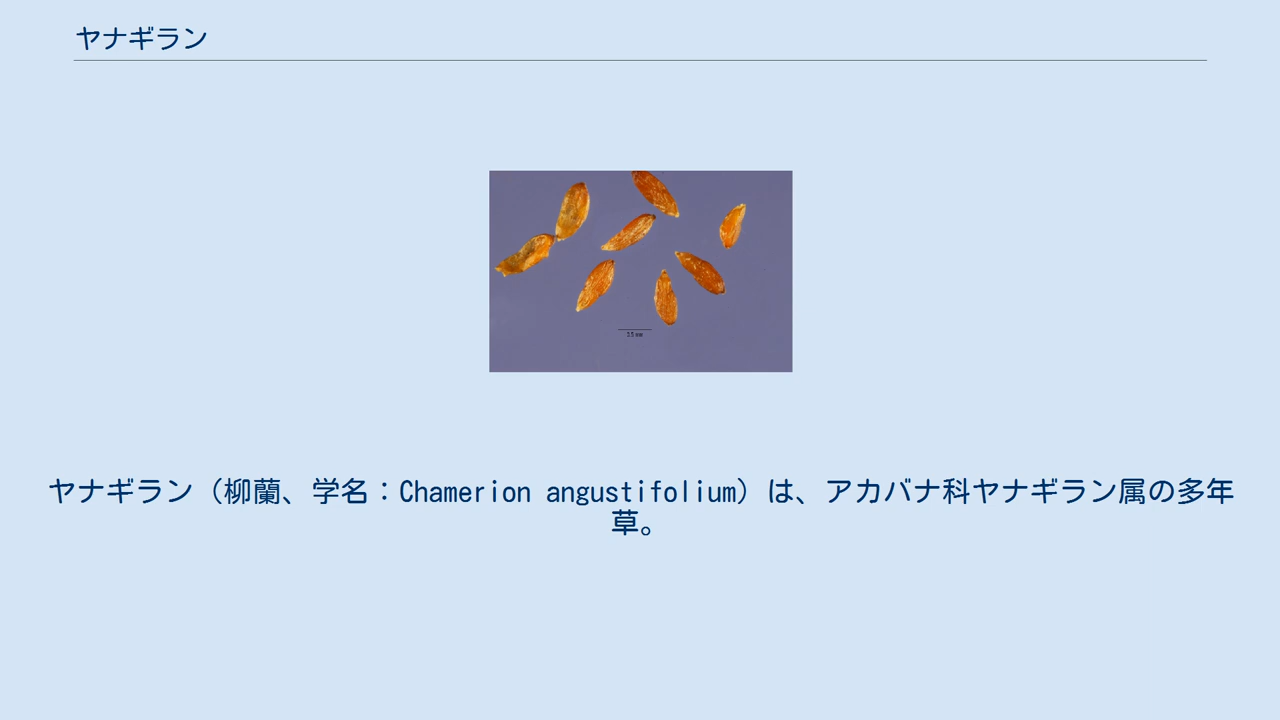 ヤナギラン
ヤナギラン（柳蘭、学名：Chamerion angustifolium）は、アカバナ科ヤナギラン属の多年
草。